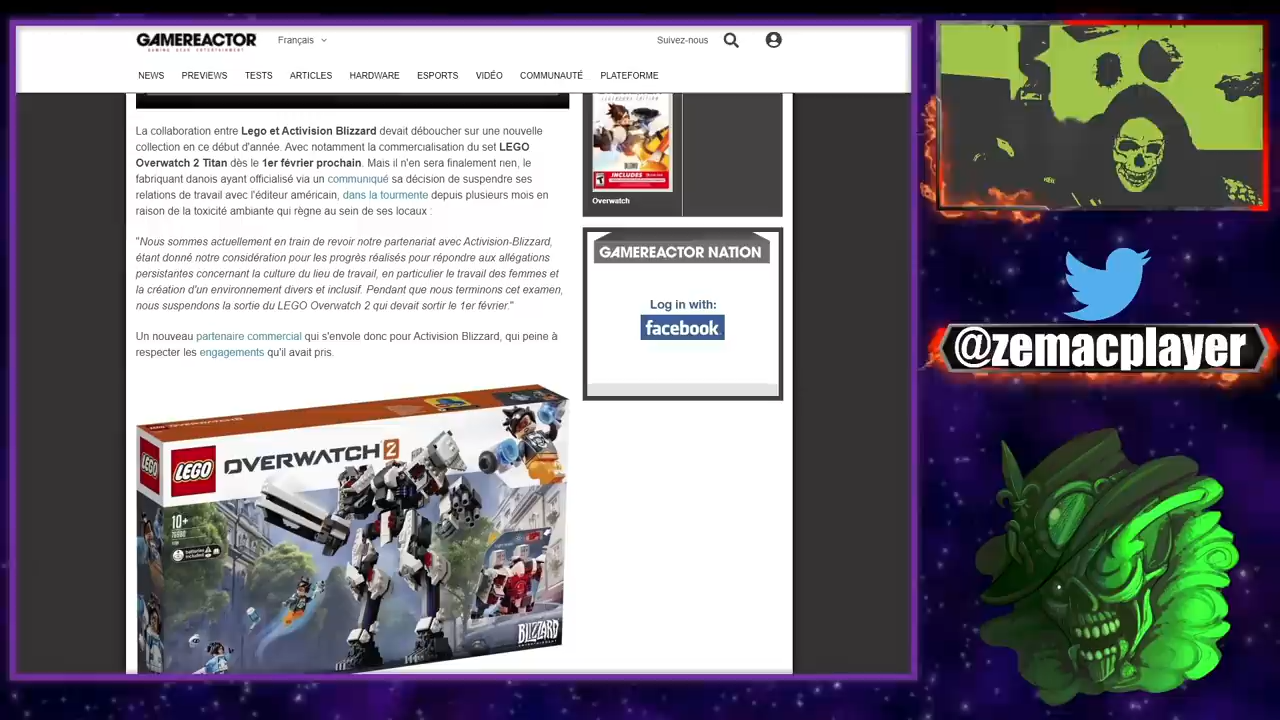 GAMEREACTOR
GAMING GEAR ENTERTAINMENT
Français
Suivez-nous
NEWS PREVIEWS TESTS ARTICLES HARDWARE ESPORTS VIDÉO COMMUNAUTÉ PLATEFORME
La collaboration entre Lego et Activision Blizzard devait déboucher sur une nouvelle
collection en ce début d'année. Avec notamment la commercialisation du set LEGO
Overwatch 2 Titan dès le 1er février prochain. Mais il n'en sera finalement rien, le
fabriquant danois ayant officialisé via un communiqué sa décision de suspendre ses
relations de travail avec l'éditeur américain, dans la tourmente depuis plusieurs mois en
raison de la toxicité ambiante qui règne au sein de ses locaux :
"Nous sommes actuellement en train de revoir notre partenariat avec Activision-Blizzard,
étant donné notre considération pour les progrès réalisés pour répondre aux allégations
persistantes concernant la culture du lieu de travail, en particulier le travail des femmes et
la création d'un environnement divers et inclusif. Pendant que nous terminons cet examen,
nous suspendons la sortie du LEGO Overwatch 2 qui devait sortir le 1er février."
Un nouveau partenaire commercial qui s'envole donc pour Activision Blizzard, qui peine à
respecter les engagements qu'il avait pris.
LEGO
LEGO
OVERWATCH 2
10+
BLIZZARD
INCLUDES
Overwatch
GAMEREACTOR NATION
Log in with:
facebook
@zemacplayer